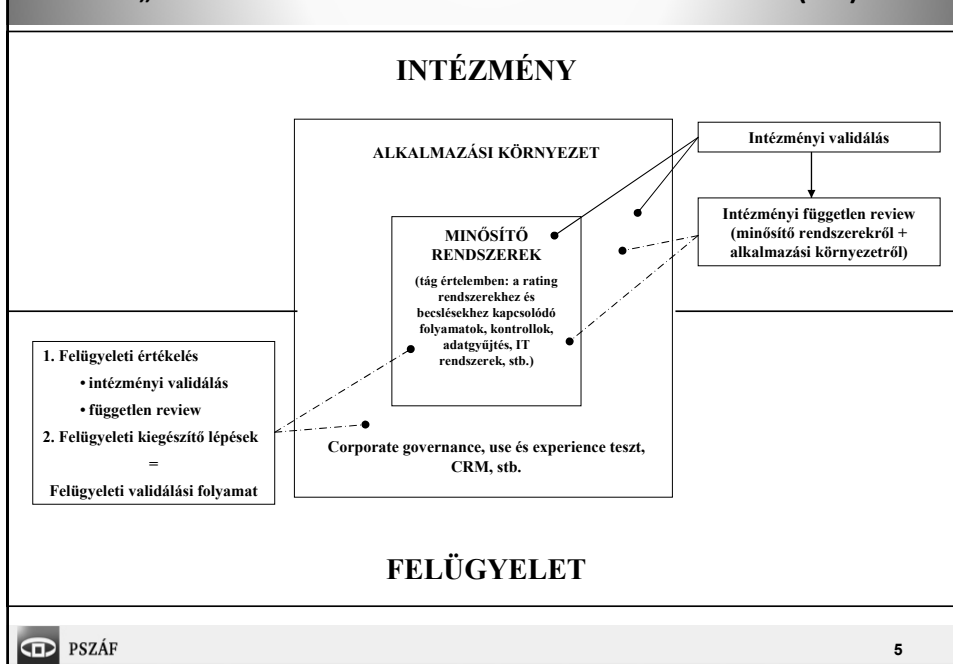 INTÉZMÉNY
ALKALMAZÁSI KÖRNYEZET
Intézményi validálás
Intézményi független review
(minősítő rendszerekről +
alkalmazási környezetről)
MINŐSÍTŐ
RENDSZEREK
(tág értelemben: a rating
rendszerekhez és
becslésekhez kapcsolódó
folyamatok, kontrollok,
adatgyűjtés, IT
rendszerek, stb.)
1. Felügyeleti értékelés
• intézményi validálás
• független review
2. Felügyeleti kiegészítő lépések
=
Felügyeleti validálási folyamat
Corporate governance, use és experience teszt,
CRM, stb.
FELÜGYELET
PSZÁF
5